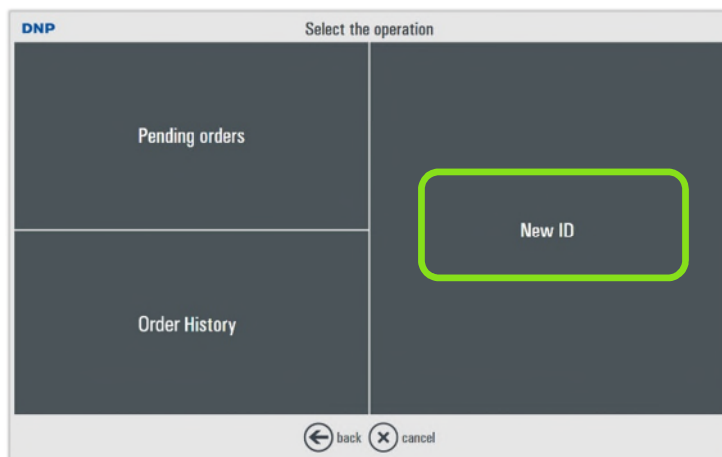 DNP
Select the operation
Pending orders
New ID
Order History
back
cancel